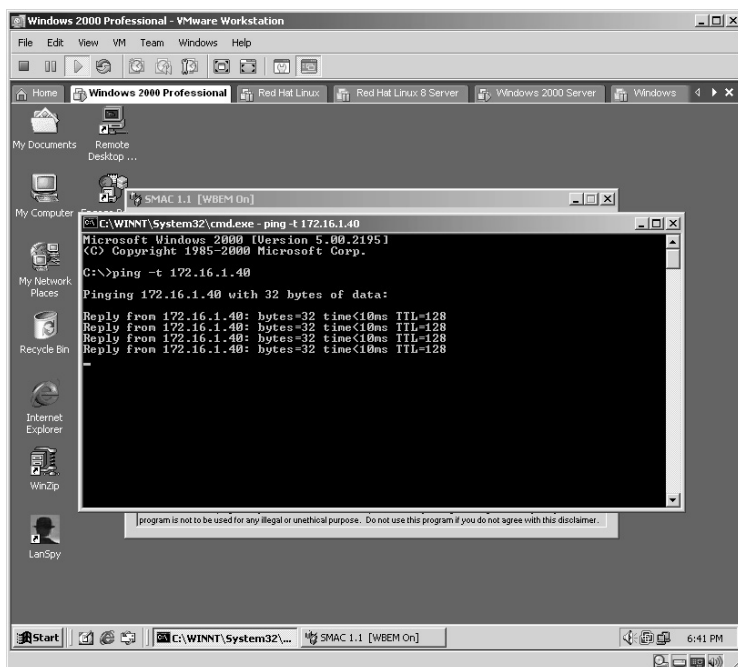 Windows 2000 Professional - VMware Workstation
File Edit View VM Team Windows Help
Home Windows 2000 Professional Red Hat Linux Red Hat Linux 8 Server Windows 2000 Server Windows
My Documents
Remote
Desktop ...
SMAC 1.1 [WBEM On]
My Computer
C:\WINNT\System32\cmd.exe - ping -t 172.16.1.40
Microsoft Windows 2000 [Version 5.00.2195]
(C) Copyright 1985-2000 Microsoft Corp.
C:\>ping -t 172.16.1.40
My Network
Places
Pinging 172.16.1.40 with 32 bytes of data:
Reply from 172.16.1.40: bytes=32 time<10ms TTL=128
Reply from 172.16.1.40: bytes=32 time<10ms TTL=128
Reply from 172.16.1.40: bytes=32 time<10ms TTL=128
Reply from 172.16.1.40: bytes=32 time<10ms TTL=128
Recycle Bin
Internet
Explorer
WinZip
program is not to be used for any illegal or unethical purpose. Do not use this program if you do not agree with this disclaimer.
LanSpy
Start C:\WINNT\System32\... SMAC 1.1 [WBEM On] 6:41 PM